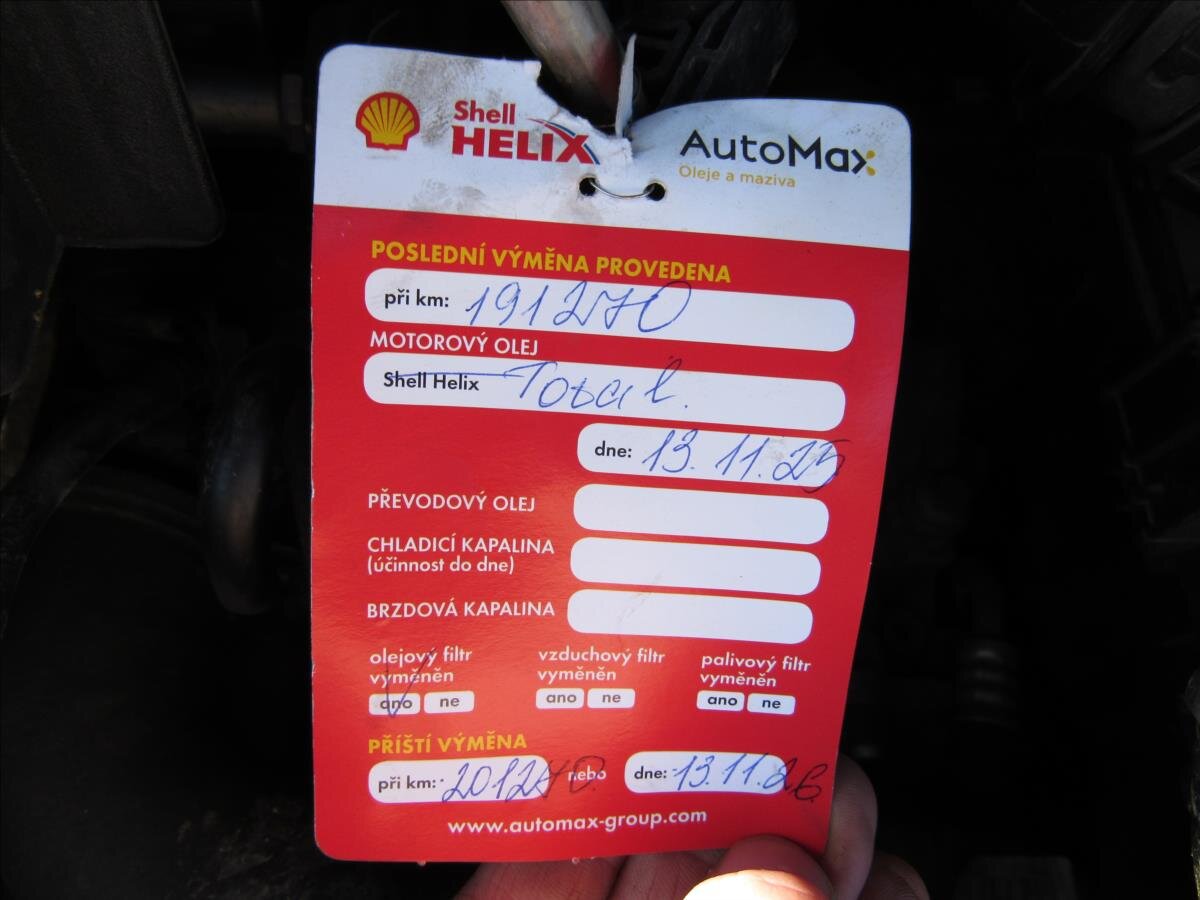 Shell
HELIX
AutoMax
Oleje a maziva
POSLEDNÍ VÝMĚNA PROVEDENA
při km: 191270
MOTOROVÝ OLEJ
Shell Helix Total.
dne: 13.11.25
PŘEVODOVÝ OLEJ
CHLADICÍ KAPALINA
(účinnost do dne)
BRZDOVÁ KAPALINA
olejový filtr
vyměněn
ano ne
vzduchový filtr
vyměněn
ano ne
palivový filtr
vyměněn
ano ne
PŘÍŠTÍ VÝMĚNA
při km: 201270 nebo dne: 13.11.26
www.automax-group.com